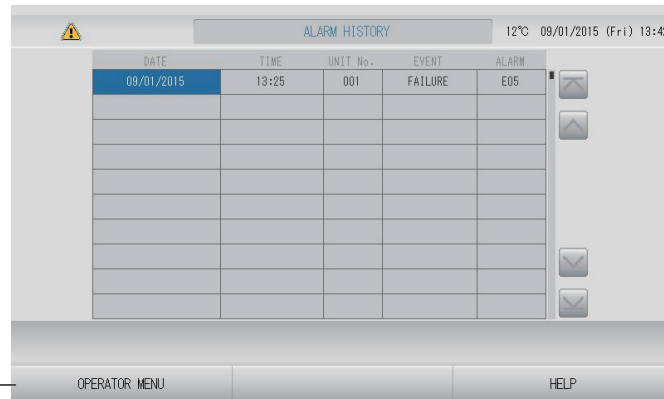 ALARM HISTORY 12°C 09/01/2015 (Fri) 13:42
DATE TIME UNIT No. EVENT ALARM
09/01/2015 13:25 001 FAILURE E05
OPERATOR MENU HELP